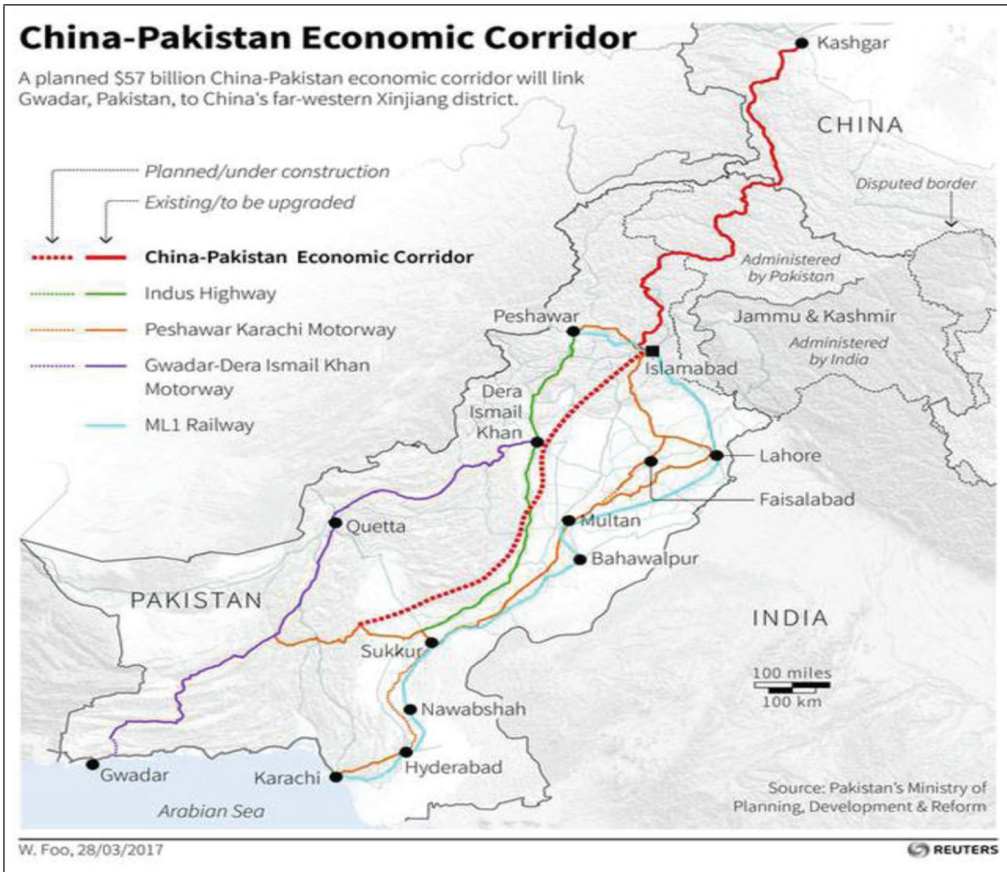 China-Pakistan Economic Corridor
A planned $57 billion China-Pakistan economic corridor will link
Gwadar, Pakistan, to China's far-western Xinjiang district.
Planned/under construction
Existing/to be upgraded
China-Pakistan Economic Corridor
Indus Highway
Peshawar Karachi Motorway
Gwadar-Dera Ismail Khan
Motorway
ML1 Railway
Kashgar
CHINA
Disputed border
Administered
by Pakistan
Jammu & Kashmir
Administered
by India
Peshawar
Islamabad
Dera
Ismail
Khan
Lahore
Faisalabad
Quetta
Multan
Bahawalpur
PAKISTAN
INDIA
Sukkur
100 miles
100 km
Nawabshah
Hyderabad
Gwadar
Karachi
Arabian Sea
Source: Pakistan's Ministry of
Planning, Development & Reform
W. Foo, 28/03/2017
REUTERS